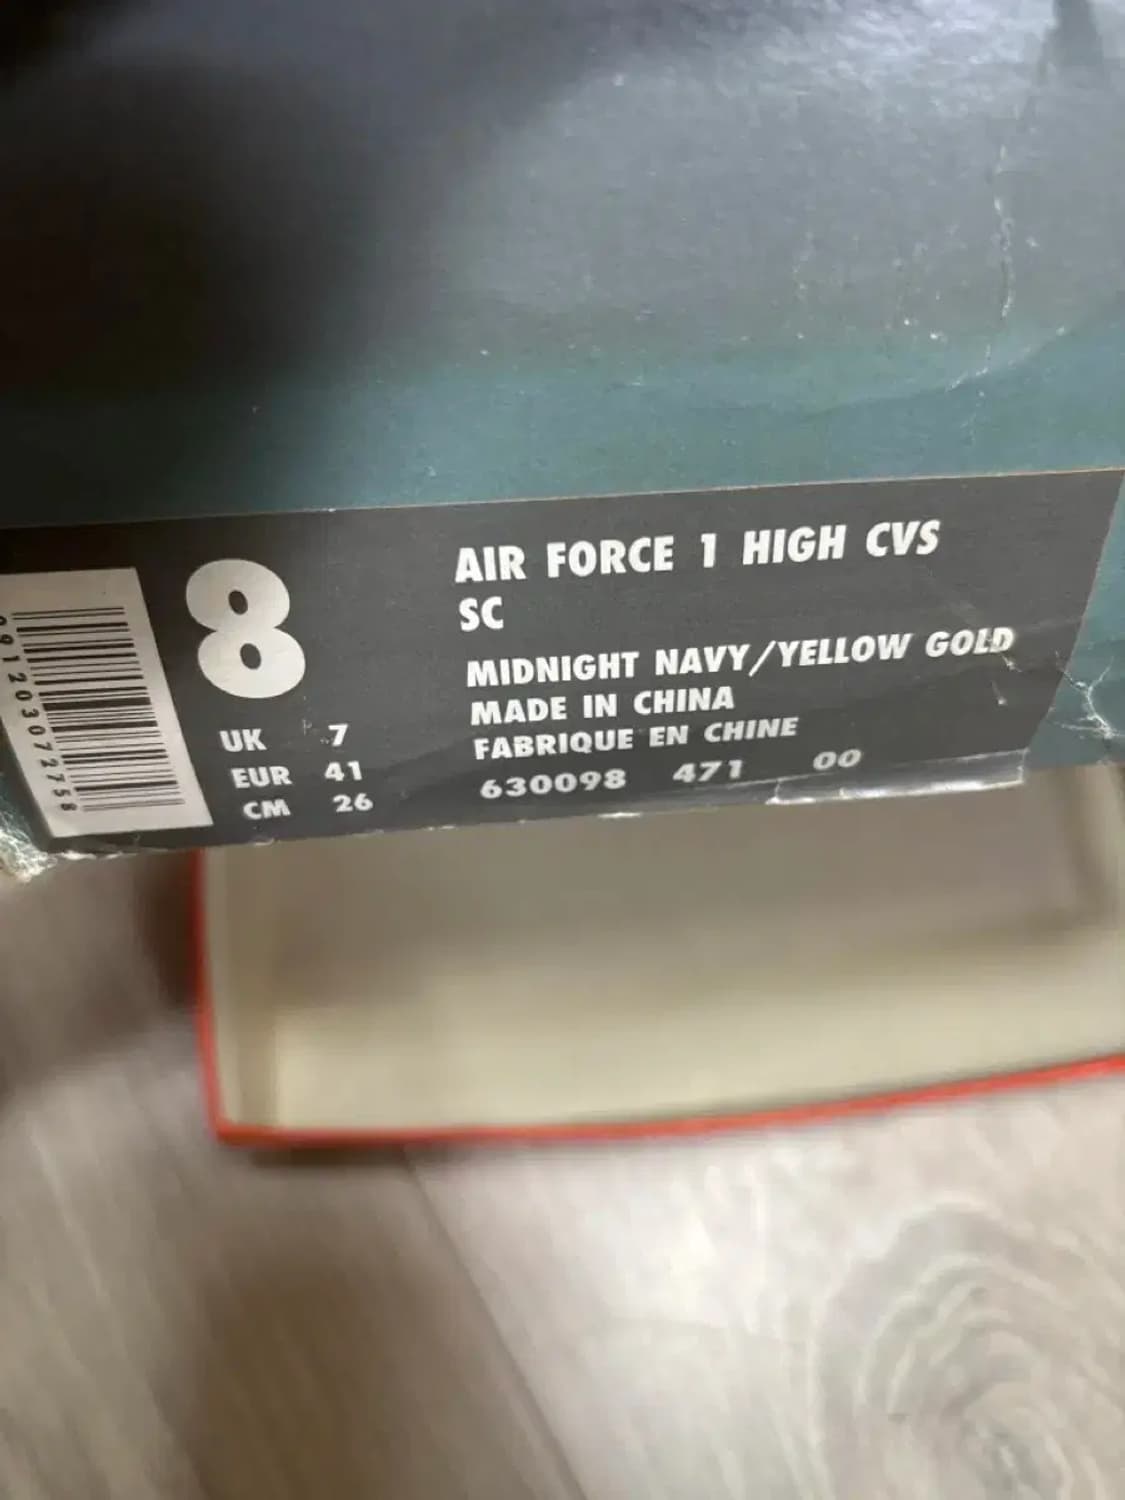 8
UK 7
EUR 41
CM 26
AIR FORCE 1 HIGH CVS
SC
MIDNIGHT NAVY/YELLOW GOLD
MADE IN CHINA
FABRIQUE EN CHINE
630098 471 00